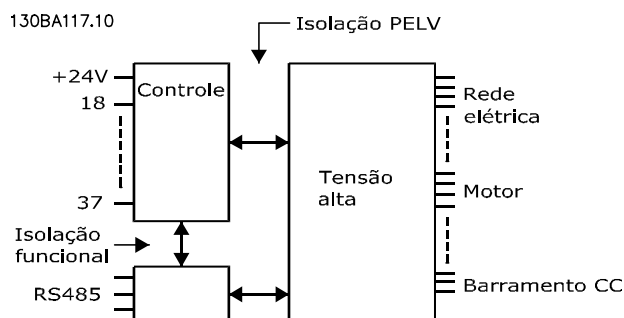 130BA117.10
Isolação PELV
+24V
18
37
Controle
Tensão
alta
Rede
elétrica
Motor
Barramento CC
Isolação
funcional
RS485